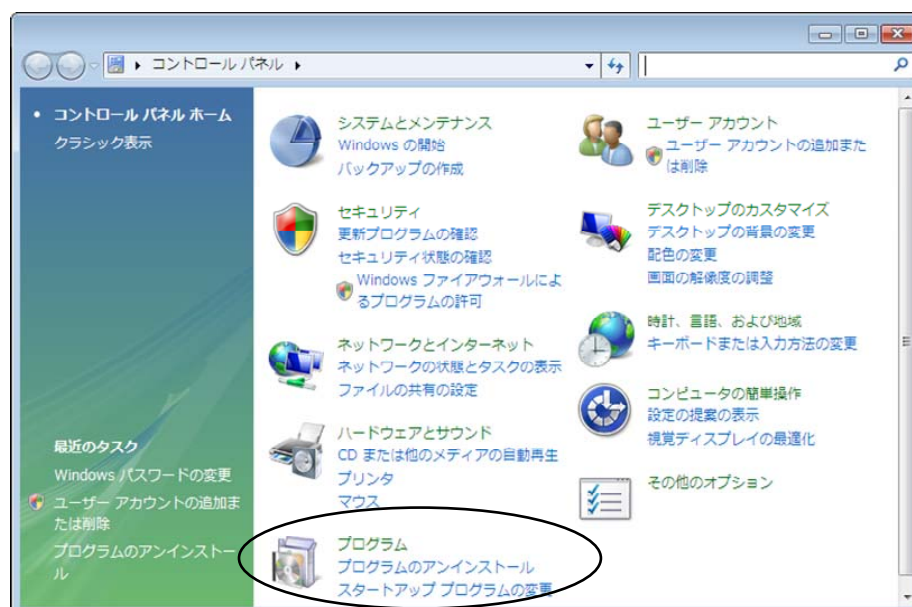 コントロール パネル
コントロール パネル ホーム
クラシック表示
最近のタスク
Windows パスワードの変更
ユーザー アカウントの追加ま
たは削除
プログラムのアンインストー
ル
システムとメンテナンス
Windows の開始
バックアップの作成
セキュリティ
更新プログラムの確認
セキュリティ状態の確認
Windows ファイアウォールによ
るプログラムの許可
ネットワークとインターネット
ネットワークの状態とタスクの表示
ファイルの共有の設定
ハードウェアとサウンド
CD または他のメディアの自動再生
プリンタ
マウス
プログラム
プログラムのアンインストール
スタートアップ プログラムの変更
ユーザー アカウント
ユーザー アカウントの追加また
は削除
デスクトップのカスタマイズ
デスクトップの背景の変更
配色の変更
画面の解像度の調整
時計、言語、および地域
キーボードまたは入力方法の変更
コンピュータの簡単操作
設定の提案の表示
視覚ディスプレイの最適化
その他のオプション